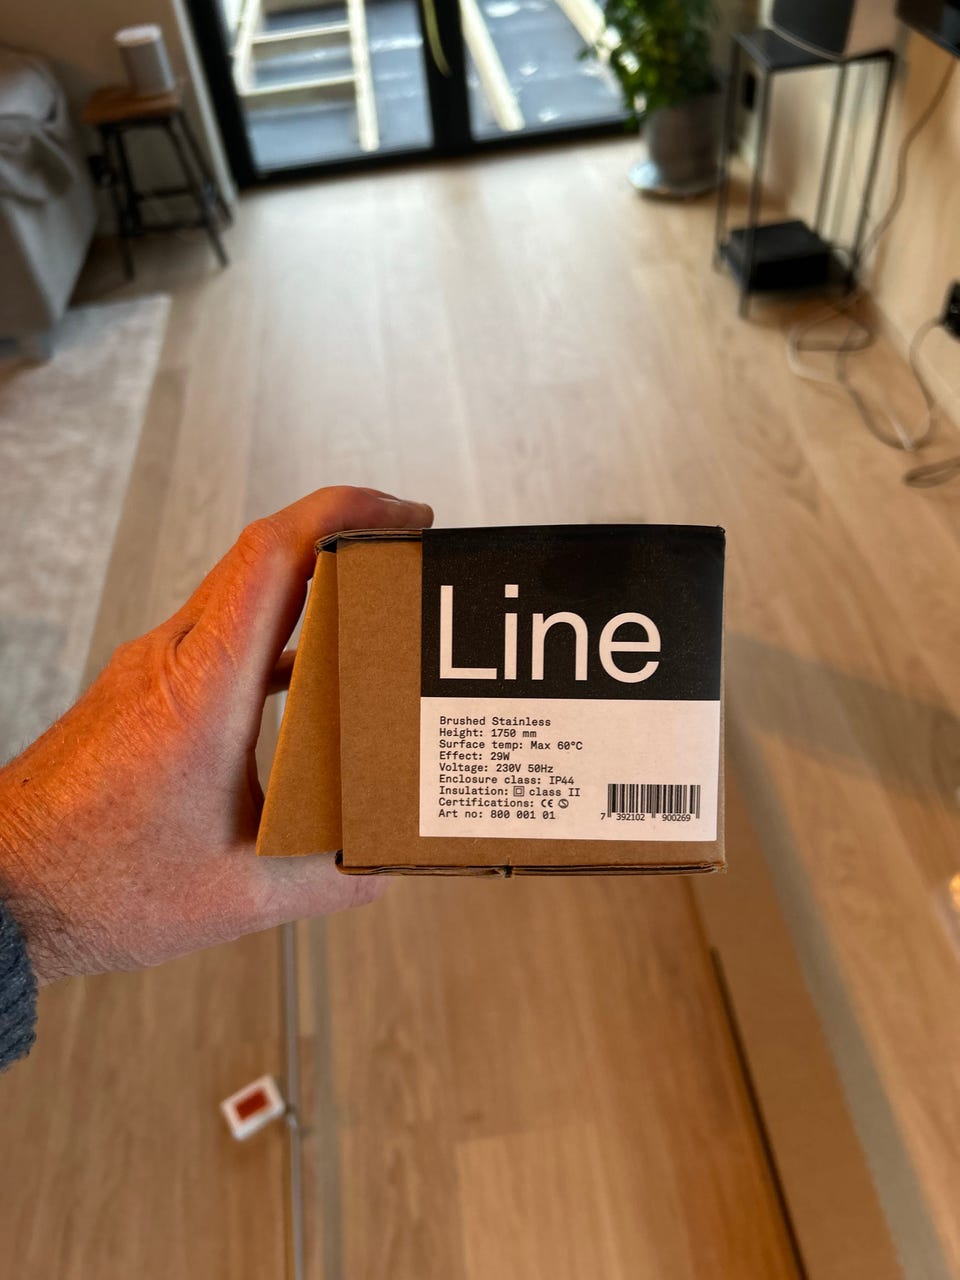 Line
Brushed Stainless
Height: 1750 mm
Surface temp: Max 60°C
Effect: 29W
Voltage: 230V 50Hz
Enclosure class: IP44
Insulation: class II
Certifications: CE
Art no: 800 001 01
7 392102 900269